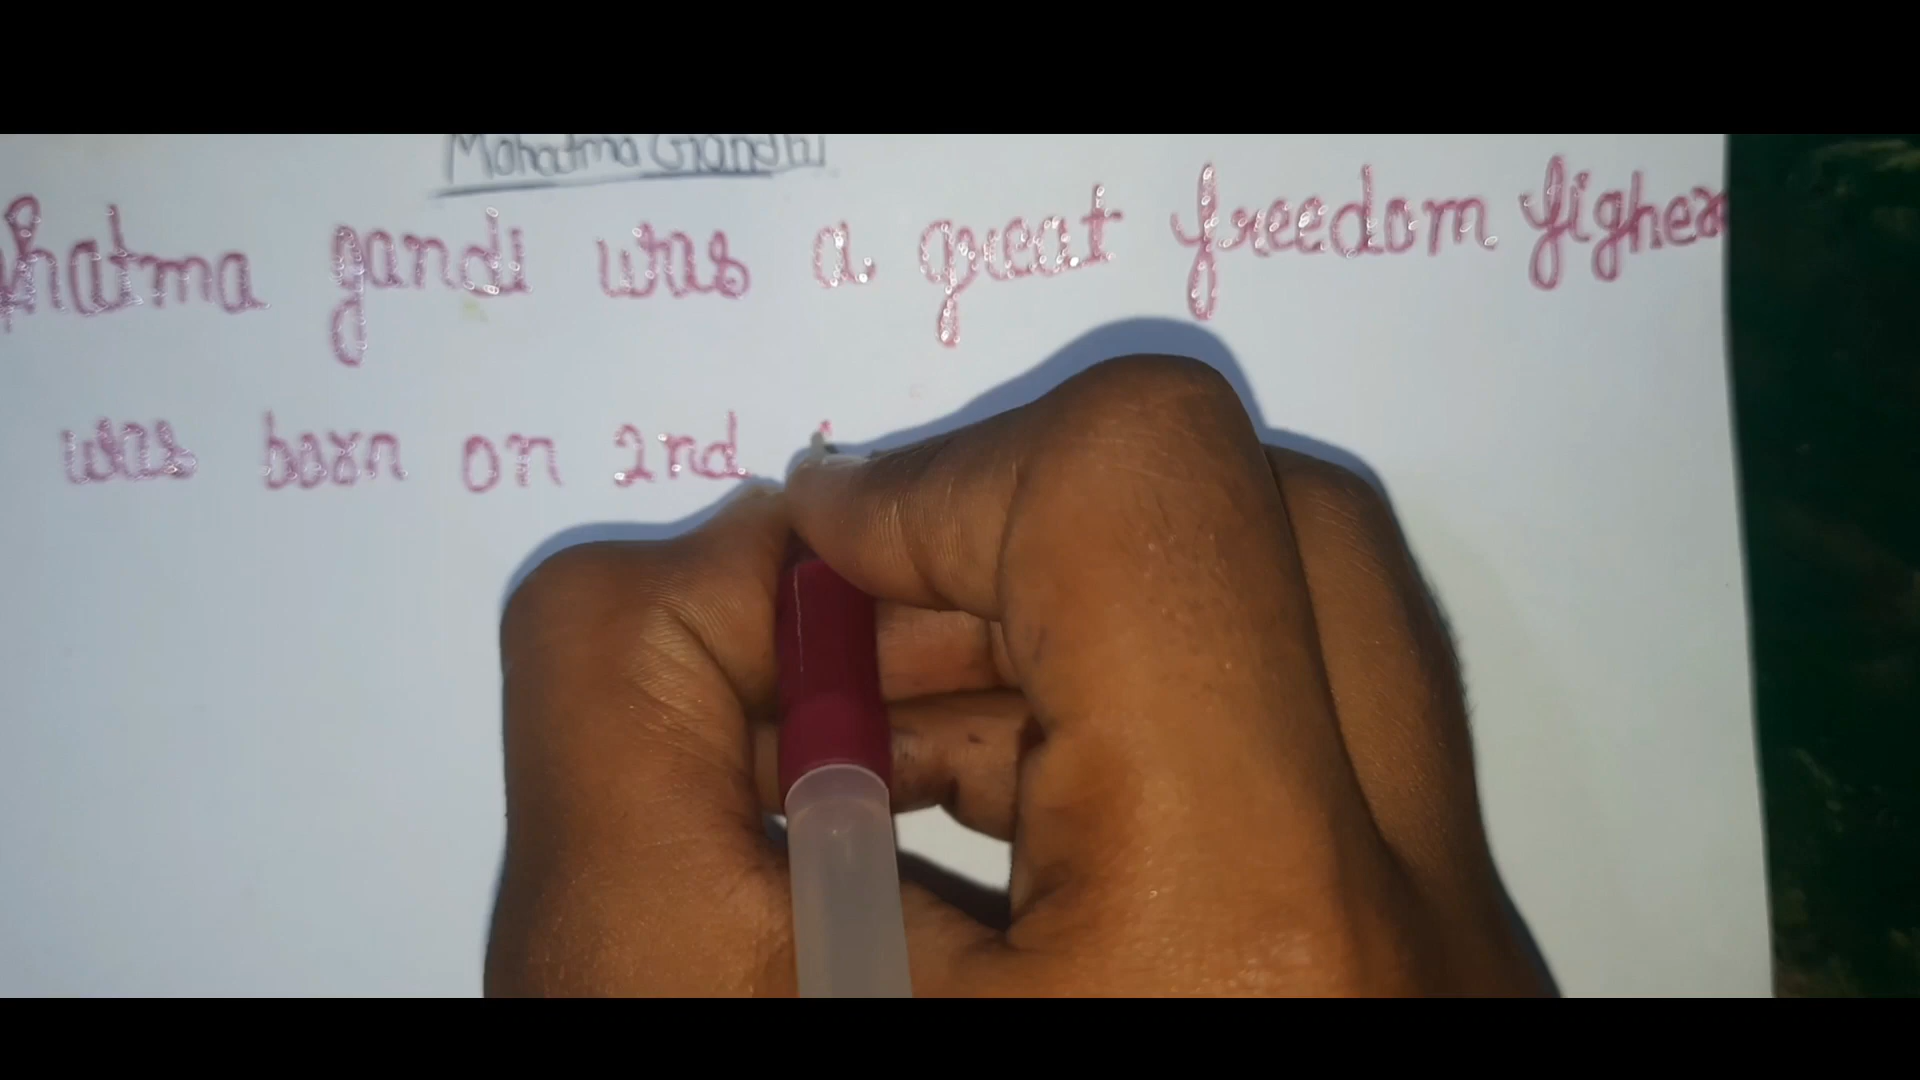 Mahatma Gandhi
hatma gandi was a great freedom figher
was born on 2nd